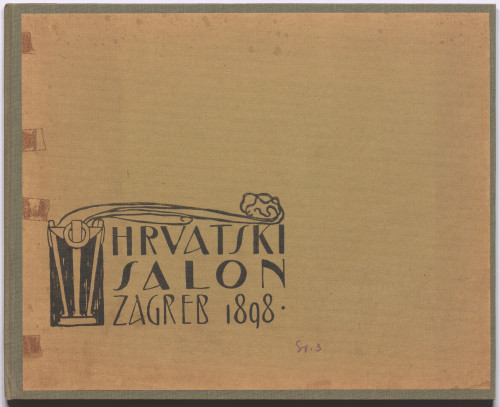 HRVATSKI
SALON
ZAGREB 1898.